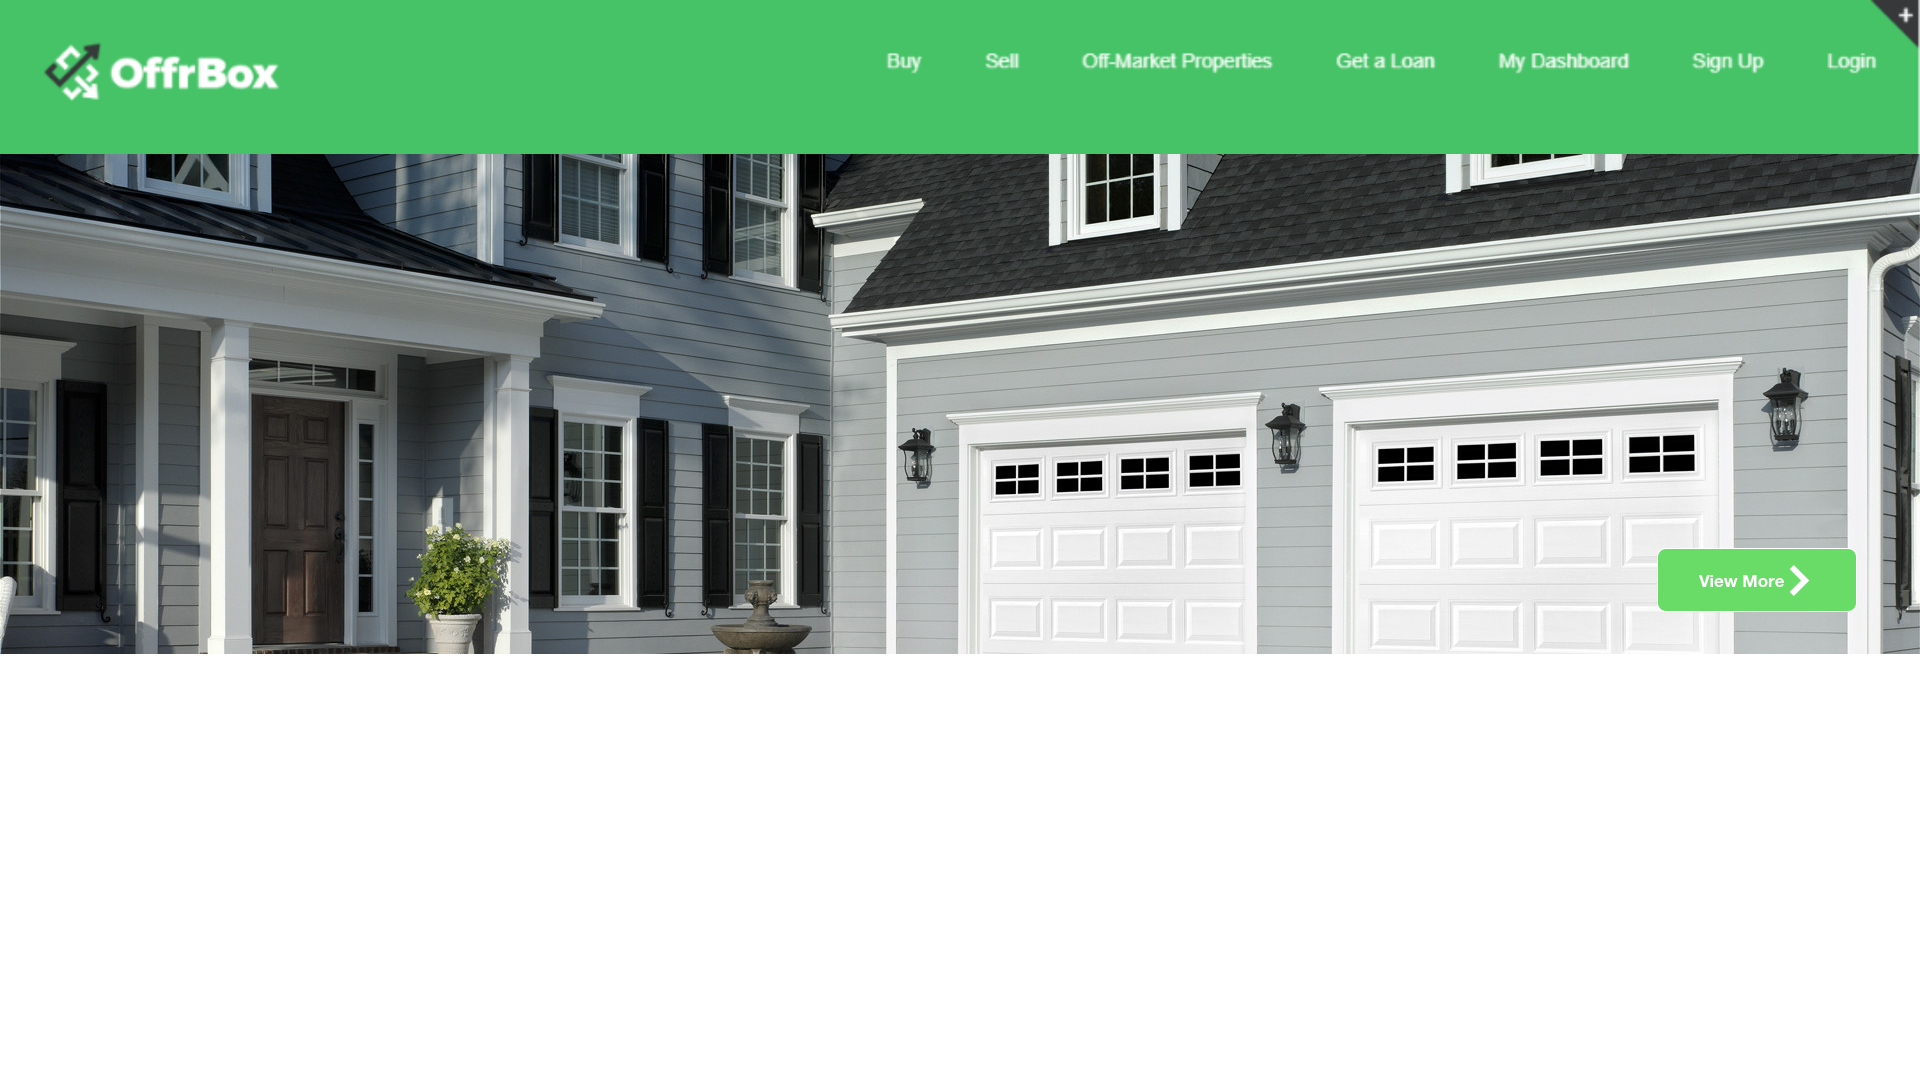 OffrBox
Buy Sell Off-Market Properties Get a Loan My Dashboard Sign Up Login
View More